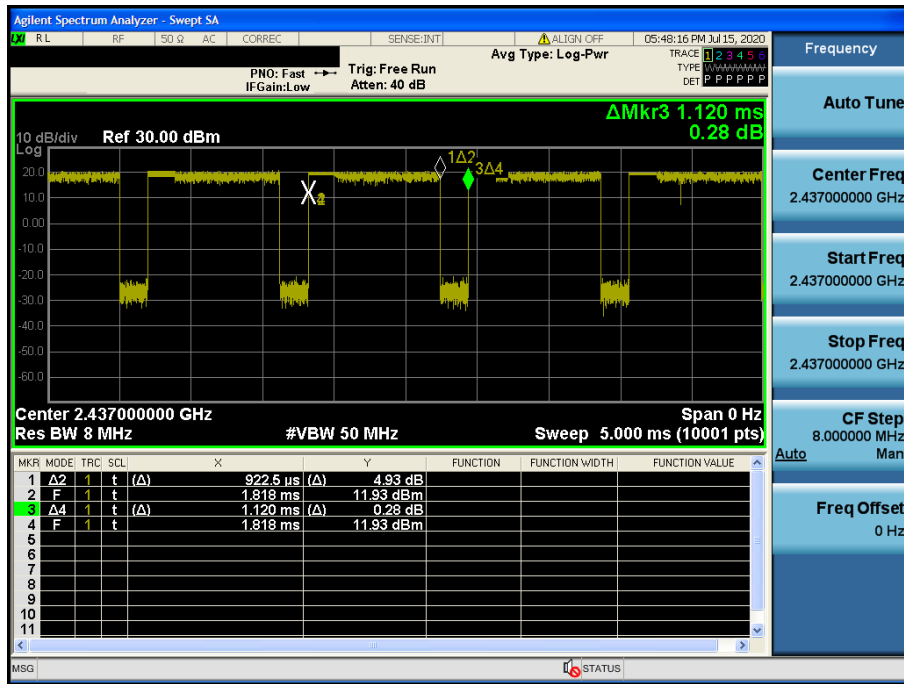 Agilent Spectrum Analyzer - Swept SA
LXI RL RF 50 Ω AC CORREC SENSE:INT ALIGN OFF 05:48:16 PM Jul 15, 2020
Avg Type: Log-Pwr TRACE 1 2 3 4 5 6
TYPE WWWWWW
PNO: Fast Trig: Free Run DET P P P P P P
IFGain:Low Atten: 40 dB
ΔMkr3 1.120 ms
0.28 dB
10 dB/div Ref 30.00 dBm
Log
1Δ2
3Δ4
20.0
10.0
0.00
-10.0
-20.0
-30.0
-40.0
-50.0
-60.0
Center 2.437000000 GHz Span 0 Hz
Res BW 8 MHz #VBW 50 MHz Sweep 5.000 ms (10001 pts)
MKR MODE TRC SCL X Y FUNCTION FUNCTION WIDTH FUNCTION VALUE
1 Δ2 1 t (Δ) 922.5 µs (Δ) 4.93 dB
2 F 1 t 1.818 ms 11.93 dBm
3 Δ4 1 t (Δ) 1.120 ms (Δ) 0.28 dB
4 F 1 t 1.818 ms 11.93 dBm
5
6
7
8
9
10
11
MSG STATUS
Frequency
Auto Tune
Center Freq
2.437000000 GHz
Start Freq
2.437000000 GHz
Stop Freq
2.437000000 GHz
CF Step
8.000000 MHz
Auto Man
Freq Offset
0 Hz